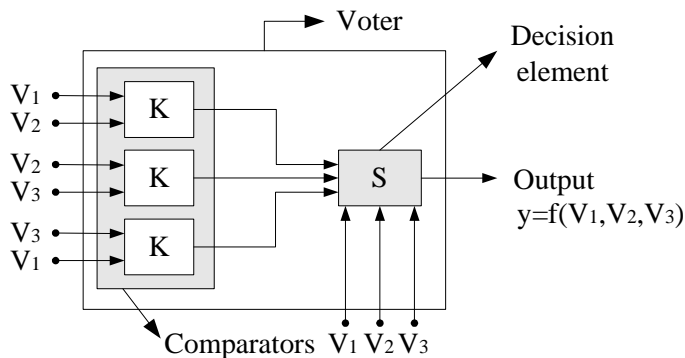 Voter
Decision
element
V1
V2
K
V2
V3
K
S
Output
y=f(V1,V2,V3)
V3
V1
K
Comparators
V1 V2 V3